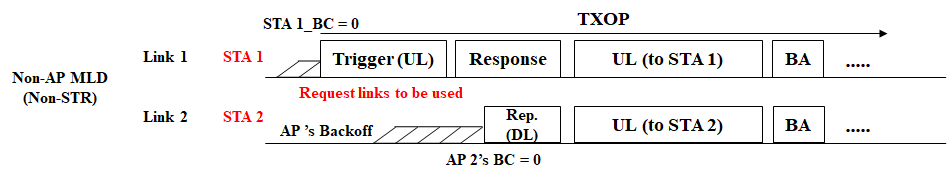 STA 1_BC = 0
TXOP
Non-AP MLD
(Non-STR)
Link 1
STA 1
Trigger (UL)
Response
UL (to STA 1)
BA
.....
Request links to be used
Link 2
STA 2
AP 's Backoff
Rep.
(DL)
UL (to STA 2)
BA
.....
AP 2's BC = 0